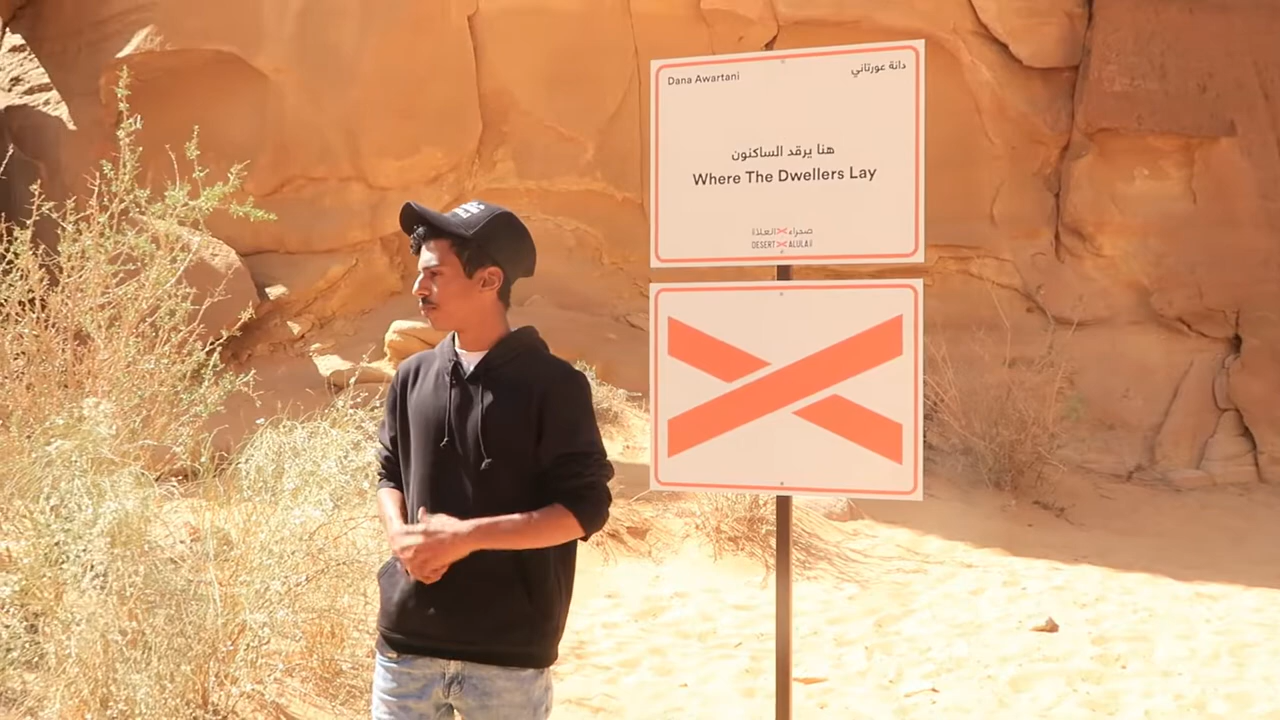 Dana Awartani
دانة عورتاني
هنا يرقد الساكنون
Where The Dwellers Lay
صحراء العلا
DESERT X ALULA